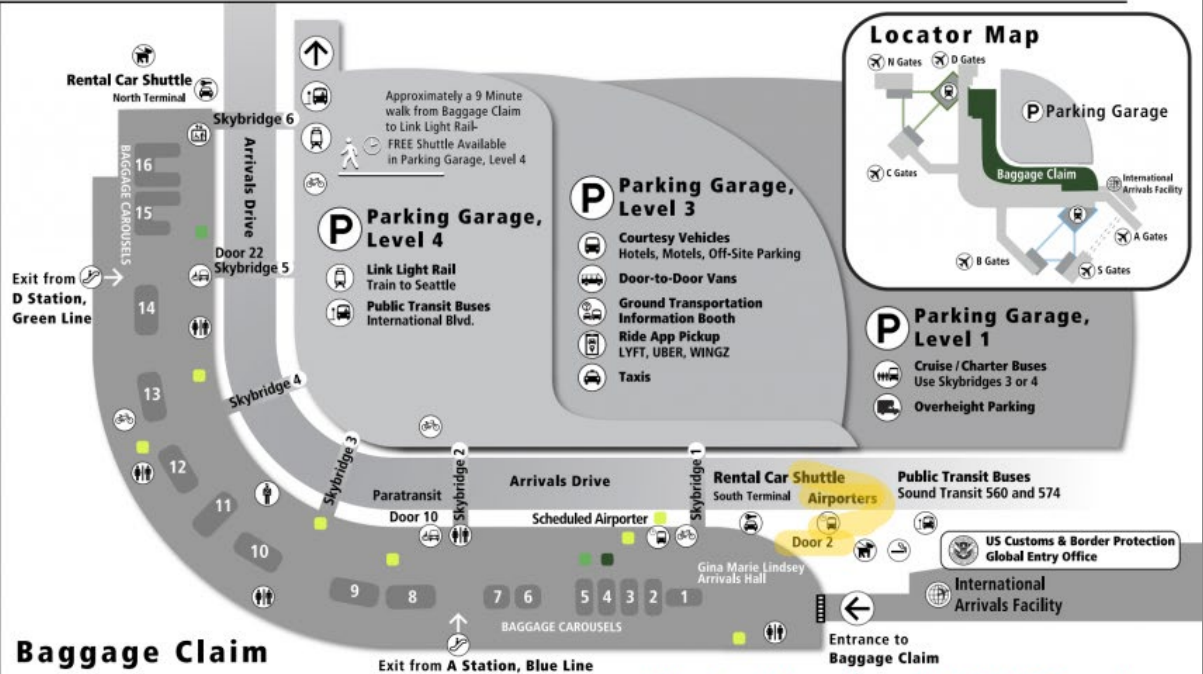 Rental Car Shuttle
North Terminal
Skybridge 6
BAGGAGE CAROUSELS
16
15
Arrivals Drive
Door 22
Skybridge 5
Exit from
D Station,
Green Line
14
13
12
11
10
9
8
7
6
5
4
3
2
1
BAGGAGE CAROUSELS
Skybridge 4
Skybridge 3
Skybridge 2
Skybridge 1
Approximately a 9 Minute
walk from Baggage Claim
to Link Light Rail-
FREE Shuttle Available
in Parking Garage, Level 4
P
Parking Garage,
Level 4
Link Light Rail
Train to Seattle
Public Transit Buses
International Blvd.
P
Parking Garage,
Level 3
Courtesy Vehicles
Hotels, Motels, Off-Site Parking
Door-to-Door Vans
Ground Transportation
Information Booth
Ride App Pickup
LYFT, UBER, WINGZ
Taxis
P
Parking Garage,
Level 1
Cruise / Charter Buses
Use Skybridges 3 or 4
Overheight Parking
Locator Map
N Gates
D Gates
P
Parking Garage
C Gates
Baggage Claim
International
Arrivals Facility
A Gates
B Gates
S Gates
Paratransit
Door 10
Arrivals Drive
Scheduled Airporter
Rental Car Shuttle
South Terminal
Airporters
Door 2
Public Transit Buses
Sound Transit 560 and 574
Gina Marie Lindsey
Arrivals Hall
US Customs & Border Protection
Global Entry Office
International
Arrivals Facility
Entrance to
Baggage Claim
Exit from A Station, Blue Line
Baggage Claim